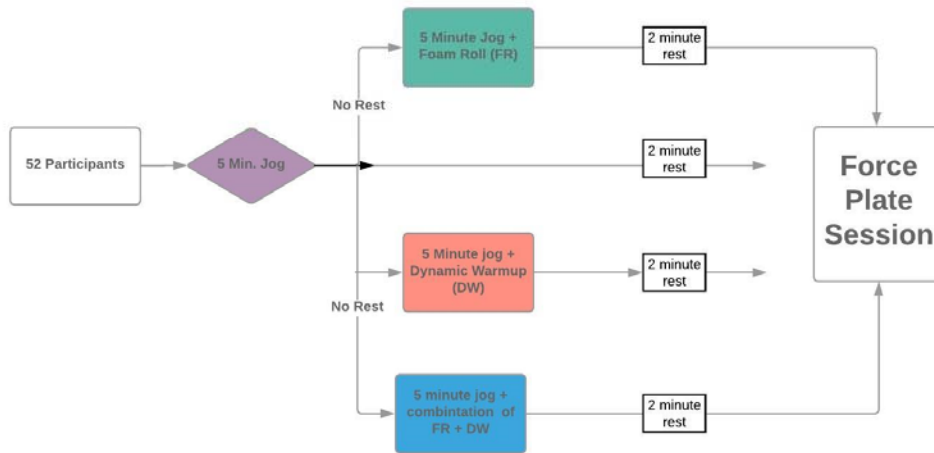 5 Minute Jog +
Foam Roll (FR)
2 minute
rest
No Rest
52 Participants
5 Min. Jog
2 minute
rest
Force
Plate
Session
5 Minute jog +
Dynamic Warmup
(DW)
2 minute
rest
No Rest
5 minute jog +
combintation of
FR + DW
2 minute
rest